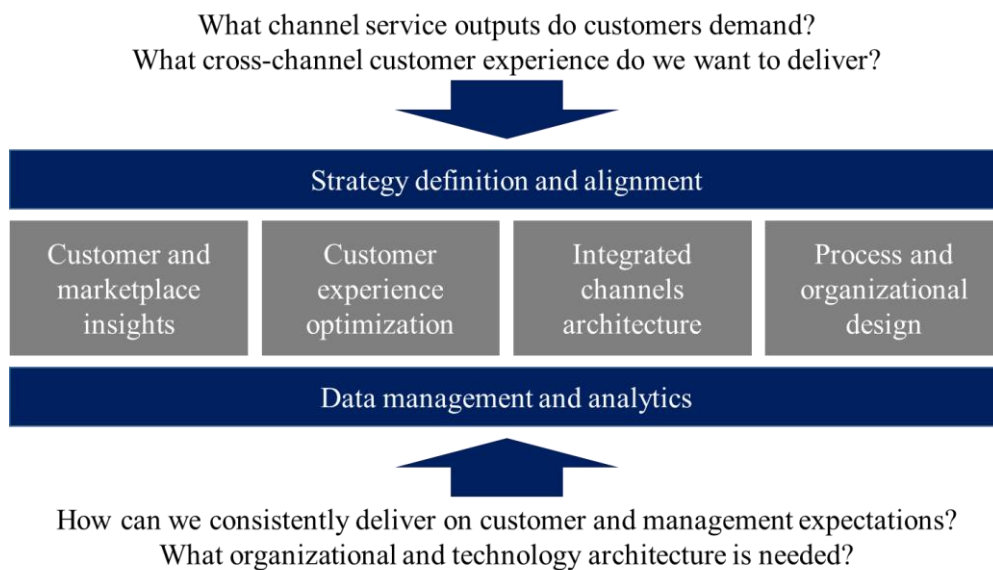 What channel service outputs do customers demand?
What cross-channel customer experience do we want to deliver?
Strategy definition and alignment
Customer and
marketplace
insights
Customer
experience
optimization
Integrated
channels
architecture
Process and
organizational
design
Data management and analytics
How can we consistently deliver on customer and management expectations?
What organizational and technology architecture is needed?